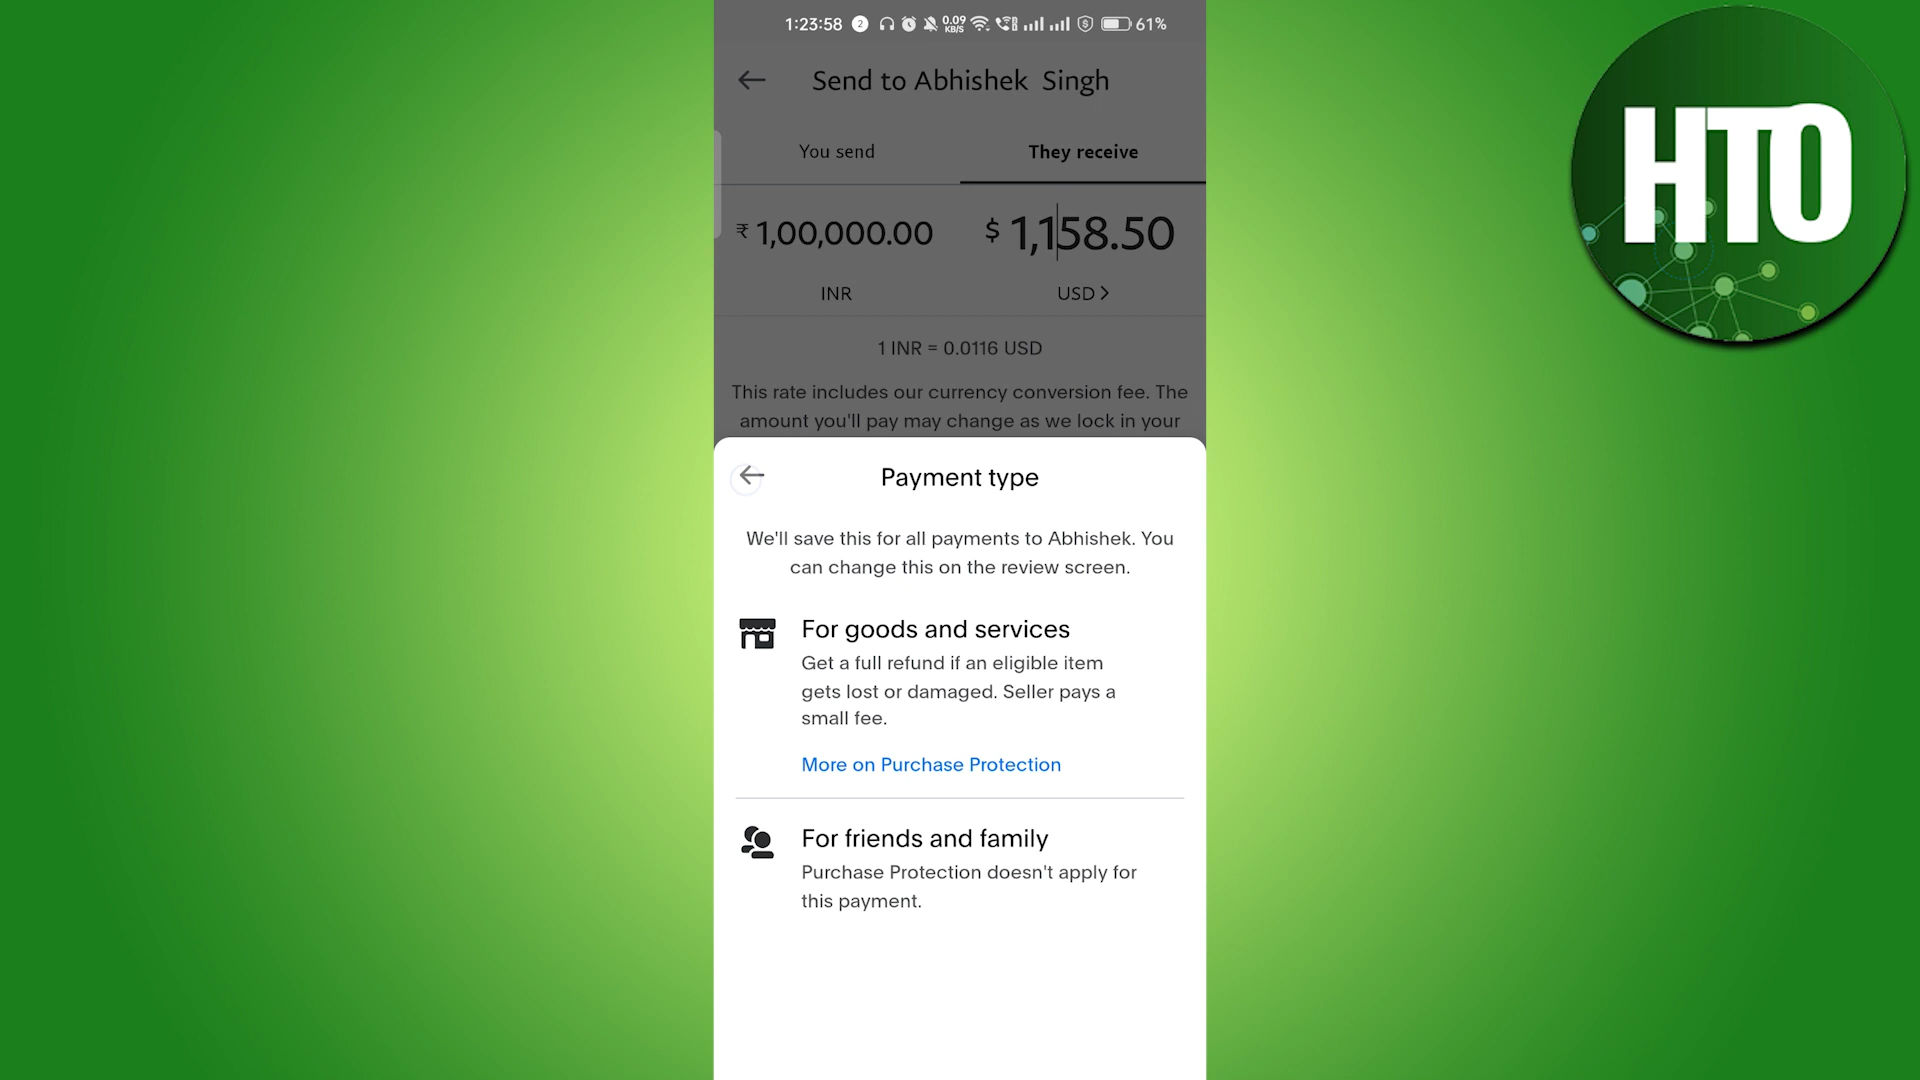 1:23:58 2 0.09 KB/S 61%
HTO
Send to Abhishek Singh
You send They receive
₹ 1,00,000.00 $ 1,158.50
INR USD
1 INR = 0.0116 USD
This rate includes our currency conversion fee. The
amount you'll pay may change as we lock in your
Payment type
We'll save this for all payments to Abhishek. You
can change this on the review screen.
For goods and services
Get a full refund if an eligible item
gets lost or damaged. Seller pays a
small fee.
More on Purchase Protection
For friends and family
Purchase Protection doesn't apply for
this payment.